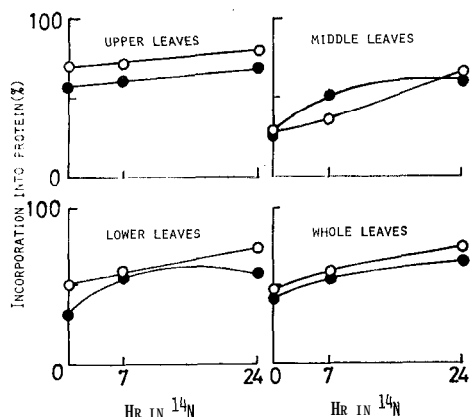 UPPER LEAVES
MIDDLE LEAVES
LOWER LEAVES
WHOLE LEAVES
INCORPORATION INTO PROTEIN(%)
100
0
100
0
0 7 24
0 7 24
HR IN ¹⁴N
HR IN ¹⁴N